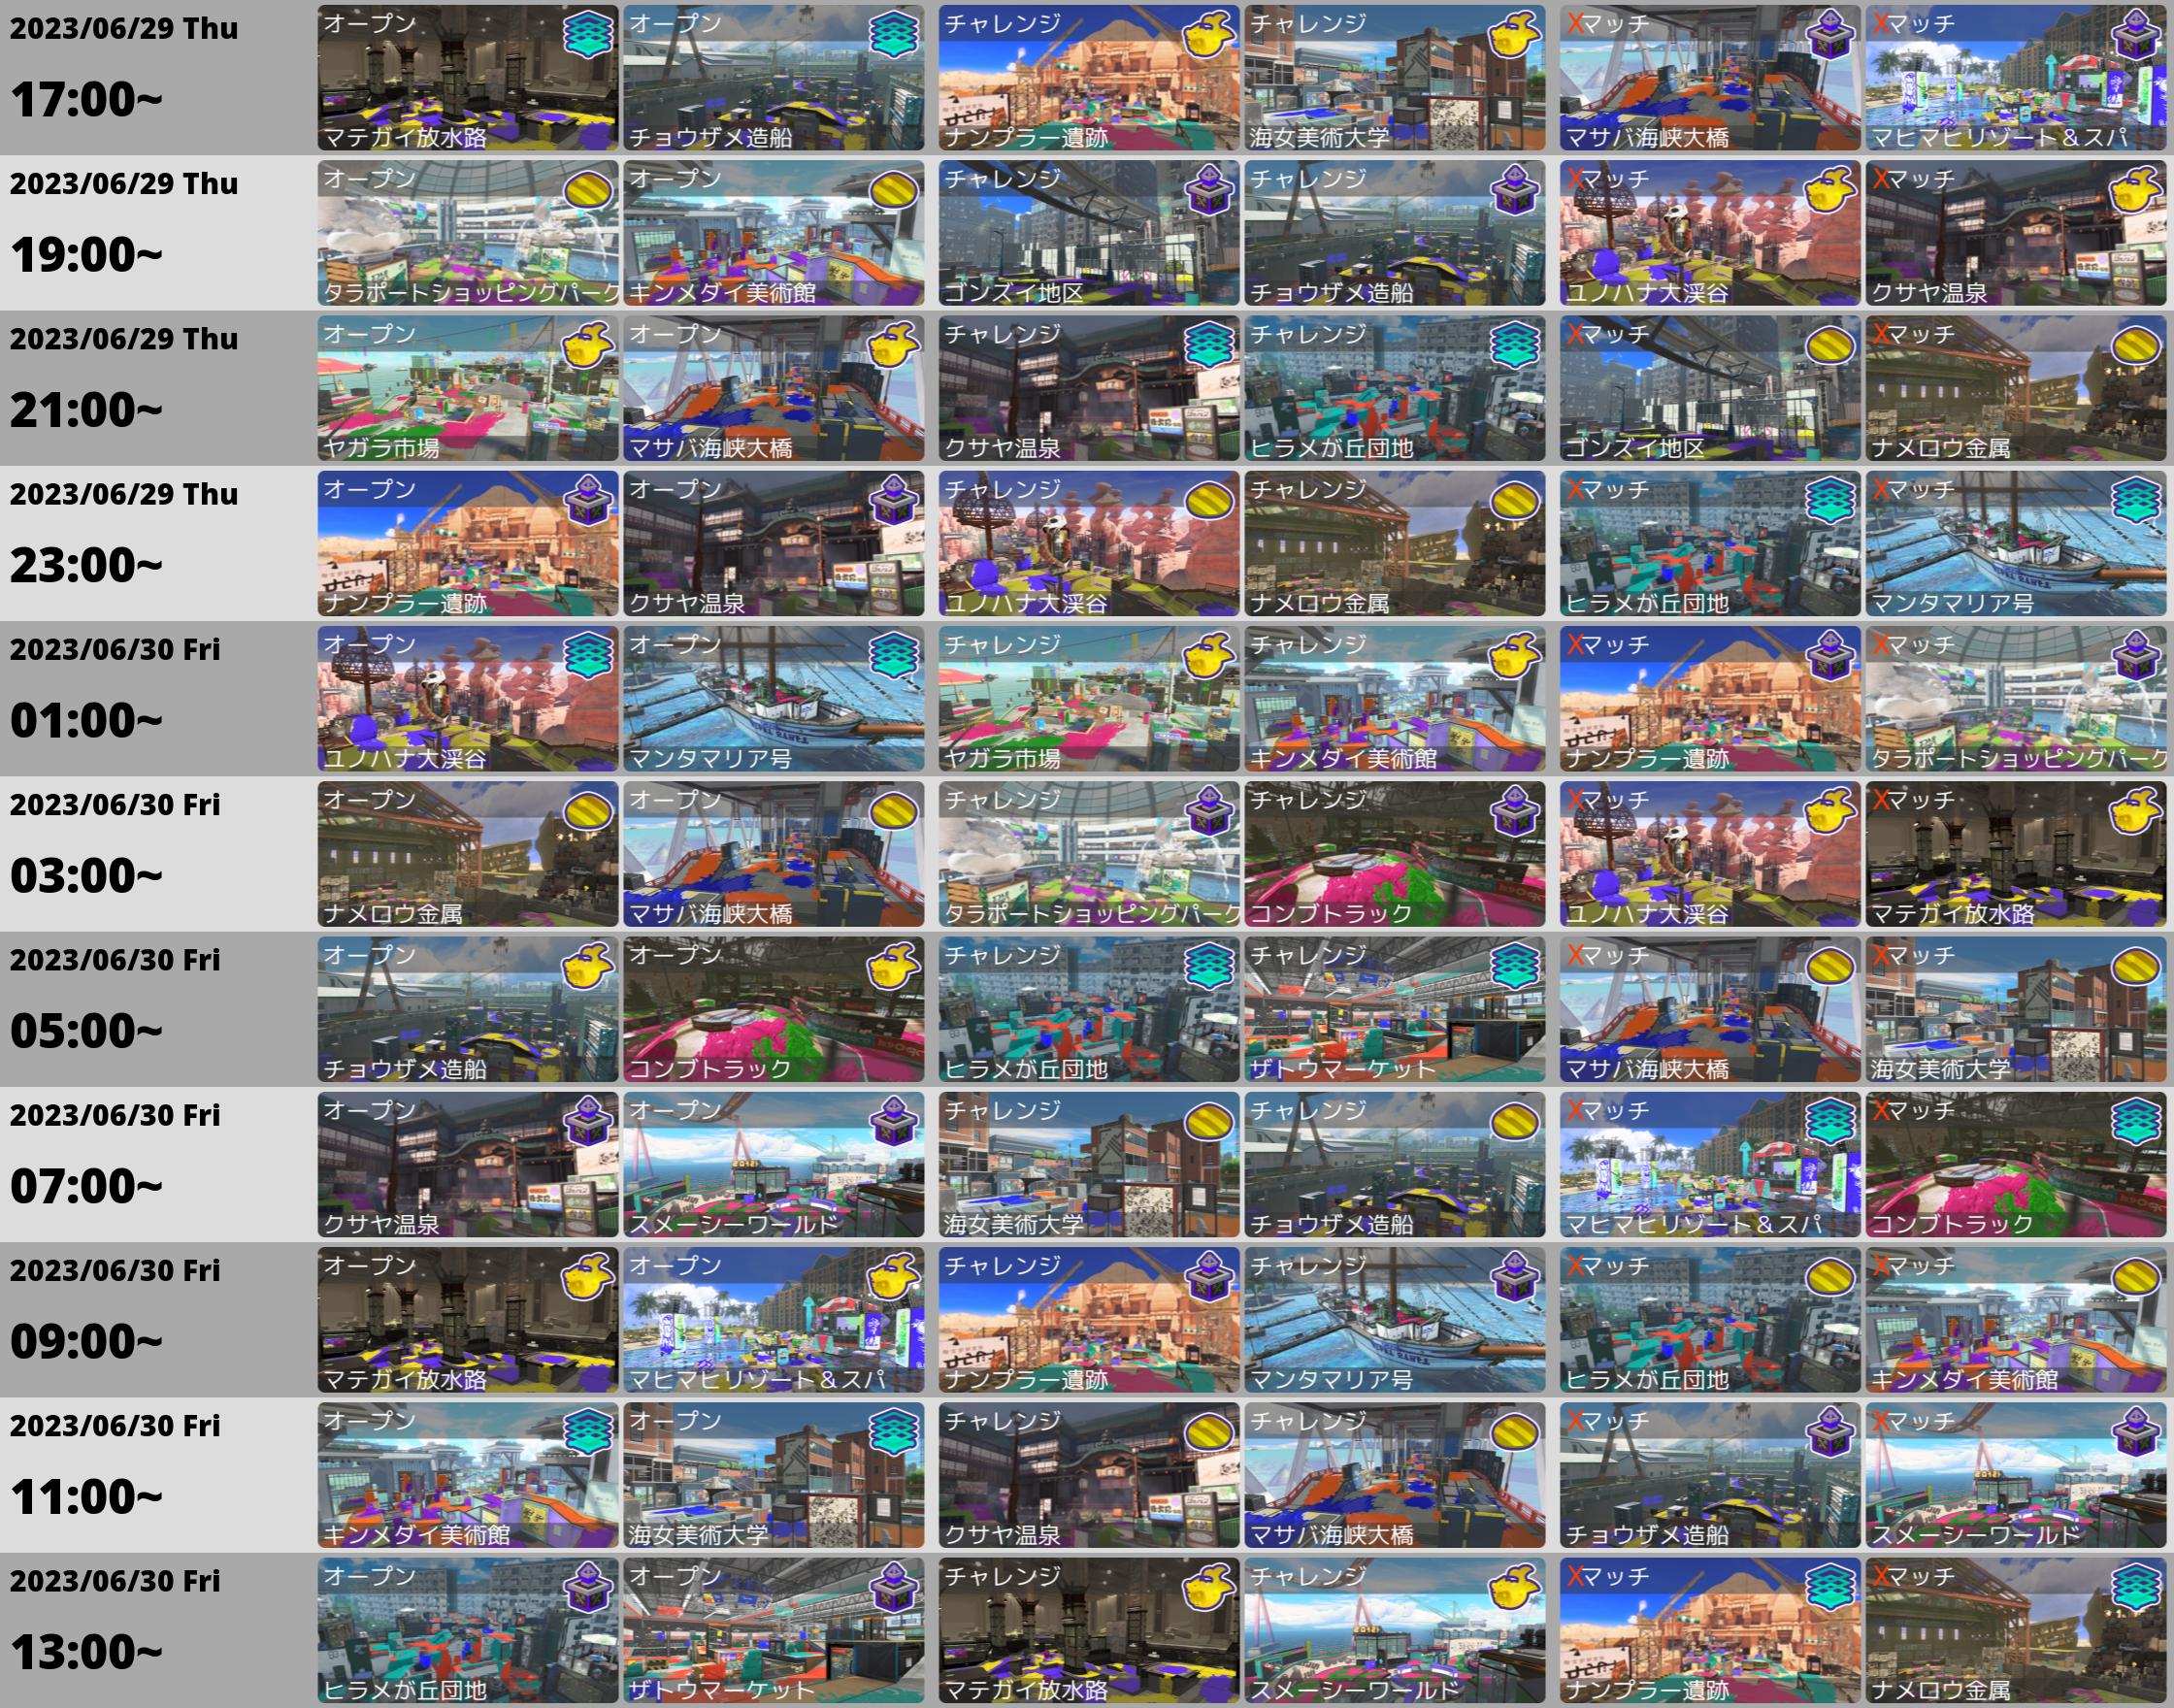 2023/06/29 Thu
17:00~
オープン
マテガイ放水路
オープン
チョウザメ造船
チャレンジ
ナンプラー遺跡
チャレンジ
海女美術大学
Xマッチ
マサバ海峡大橋
Xマッチ
マヒマヒリゾート＆スパ
2023/06/29 Thu
19:00~
オープン
タラポートショッピングパーク
オープン
キンメダイ美術館
チャレンジ
ゴンズイ地区
チャレンジ
チョウザメ造船
Xマッチ
ユノハナ大渓谷
Xマッチ
クサヤ温泉
2023/06/29 Thu
21:00~
オープン
ヤガラ市場
オープン
マサバ海峡大橋
チャレンジ
クサヤ温泉
チャレンジ
ヒラメが丘団地
Xマッチ
ゴンズイ地区
Xマッチ
ナメロウ金属
2023/06/29 Thu
23:00~
オープン
ナンプラー遺跡
オープン
クサヤ温泉
チャレンジ
ユノハナ大渓谷
チャレンジ
ナメロウ金属
Xマッチ
ヒラメが丘団地
Xマッチ
マンタマリア号
2023/06/30 Fri
01:00~
オープン
ユノハナ大渓谷
オープン
マンタマリア号
チャレンジ
ヤガラ市場
チャレンジ
キンメダイ美術館
Xマッチ
ナンプラー遺跡
Xマッチ
タラポートショッピングパーク
2023/06/30 Fri
03:00~
オープン
ナメロウ金属
オープン
マサバ海峡大橋
チャレンジ
タラポートショッピングパーク
チャレンジ
コンブトラック
Xマッチ
ユノハナ大渓谷
Xマッチ
マテガイ放水路
2023/06/30 Fri
05:00~
オープン
チョウザメ造船
オープン
コンブトラック
チャレンジ
ヒラメが丘団地
チャレンジ
ザトウマーケット
Xマッチ
マサバ海峡大橋
Xマッチ
海女美術大学
2023/06/30 Fri
07:00~
オープン
クサヤ温泉
オープン
スメーシーワールド
チャレンジ
海女美術大学
チャレンジ
チョウザメ造船
Xマッチ
マヒマヒリゾート＆スパ
Xマッチ
コンブトラック
2023/06/30 Fri
09:00~
オープン
マテガイ放水路
オープン
マヒマヒリゾート＆スパ
チャレンジ
ナンプラー遺跡
チャレンジ
マンタマリア号
Xマッチ
ヒラメが丘団地
Xマッチ
キンメダイ美術館
2023/06/30 Fri
11:00~
オープン
キンメダイ美術館
オープン
海女美術大学
チャレンジ
クサヤ温泉
チャレンジ
マサバ海峡大橋
Xマッチ
チョウザメ造船
Xマッチ
スメーシーワールド
2023/06/30 Fri
13:00~
オープン
ヒラメが丘団地
オープン
ザトウマーケット
チャレンジ
マテガイ放水路
チャレンジ
スメーシーワールド
Xマッチ
ナンプラー遺跡
Xマッチ
ナメロウ金属